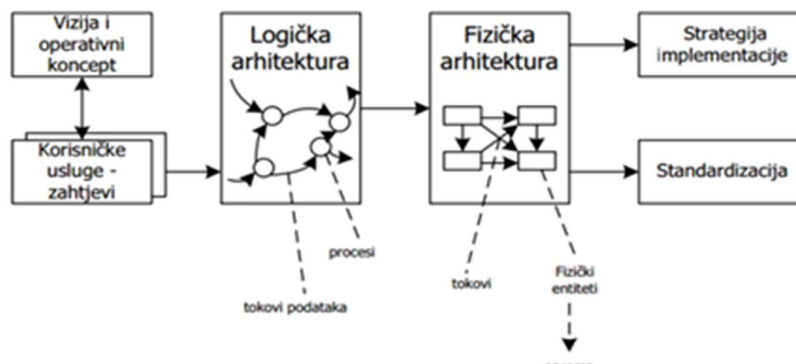 Vizija i
operativni
koncept
Korisničke
usluge -
zahtjevi
Logička
arhitektura
Fizička
arhitektura
Strategija
implementacije
Standardizacija
procesi
tokovi podataka
tokovi
Fizički
entiteti